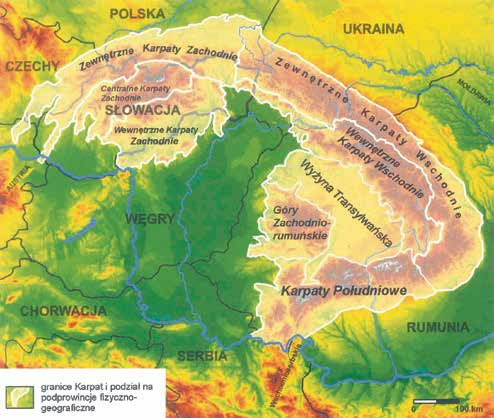 POLSKA
UKRAINA
CZECHY
Zewnętrzne Karpaty Zachodnie
Zewnętrzne Karpaty Wschodnie
MOŁDAWIA
Centralne Karpaty
Zachodnie
SŁOWACJA
Wewnętrzne Karpaty
Zachodnie
Wewnętrzne
Karpaty Wschodnie
AUSTRIA
Wyżyna Transylwańska
WĘGRY
Góry
Zachodnio-
rumuńskie
Karpaty Południowe
CHORWACJA
RUMUNIA
SERBIA
granice Karpat i podział na
podprowincje fizyczno-
geograficzne
0 100 km